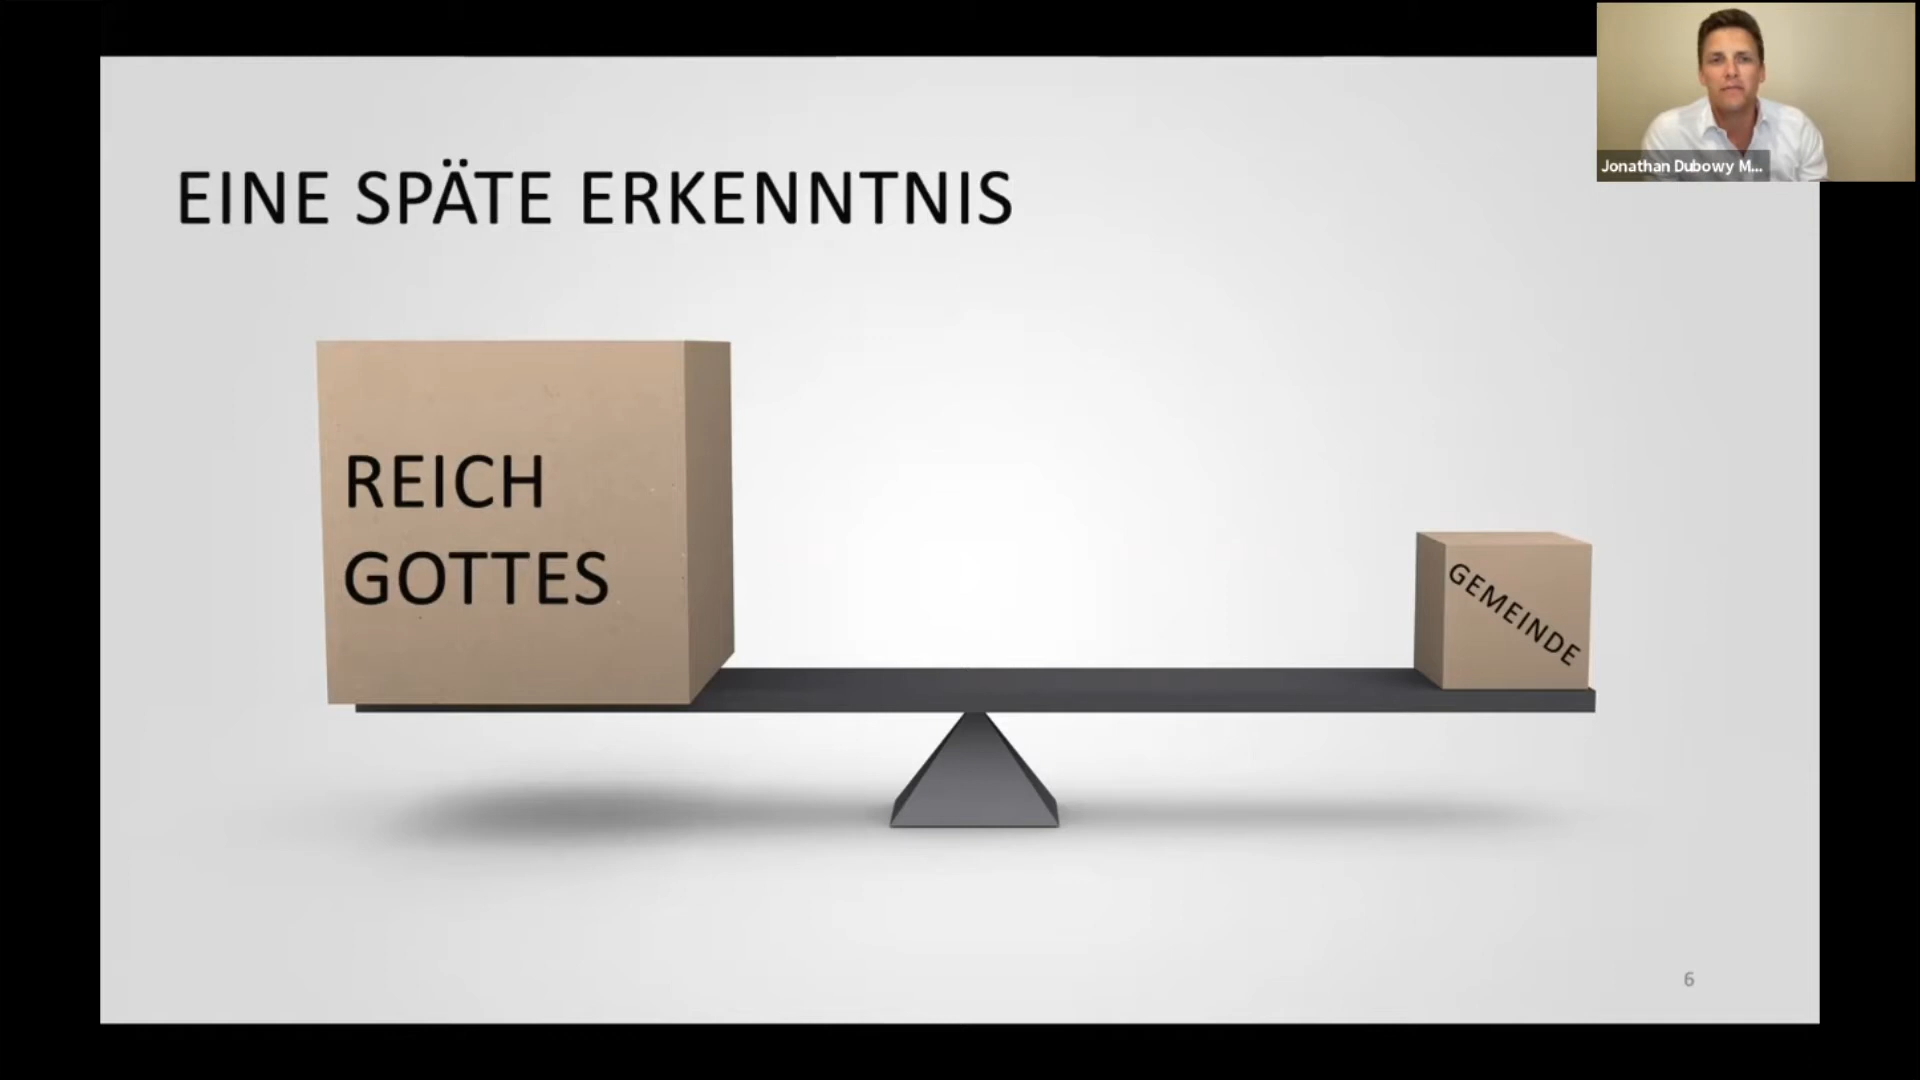 Jonathan Dubowy M...
EINE SPÄTE ERKENNTNIS
REICH
GOTTES
GEMEINDE
6